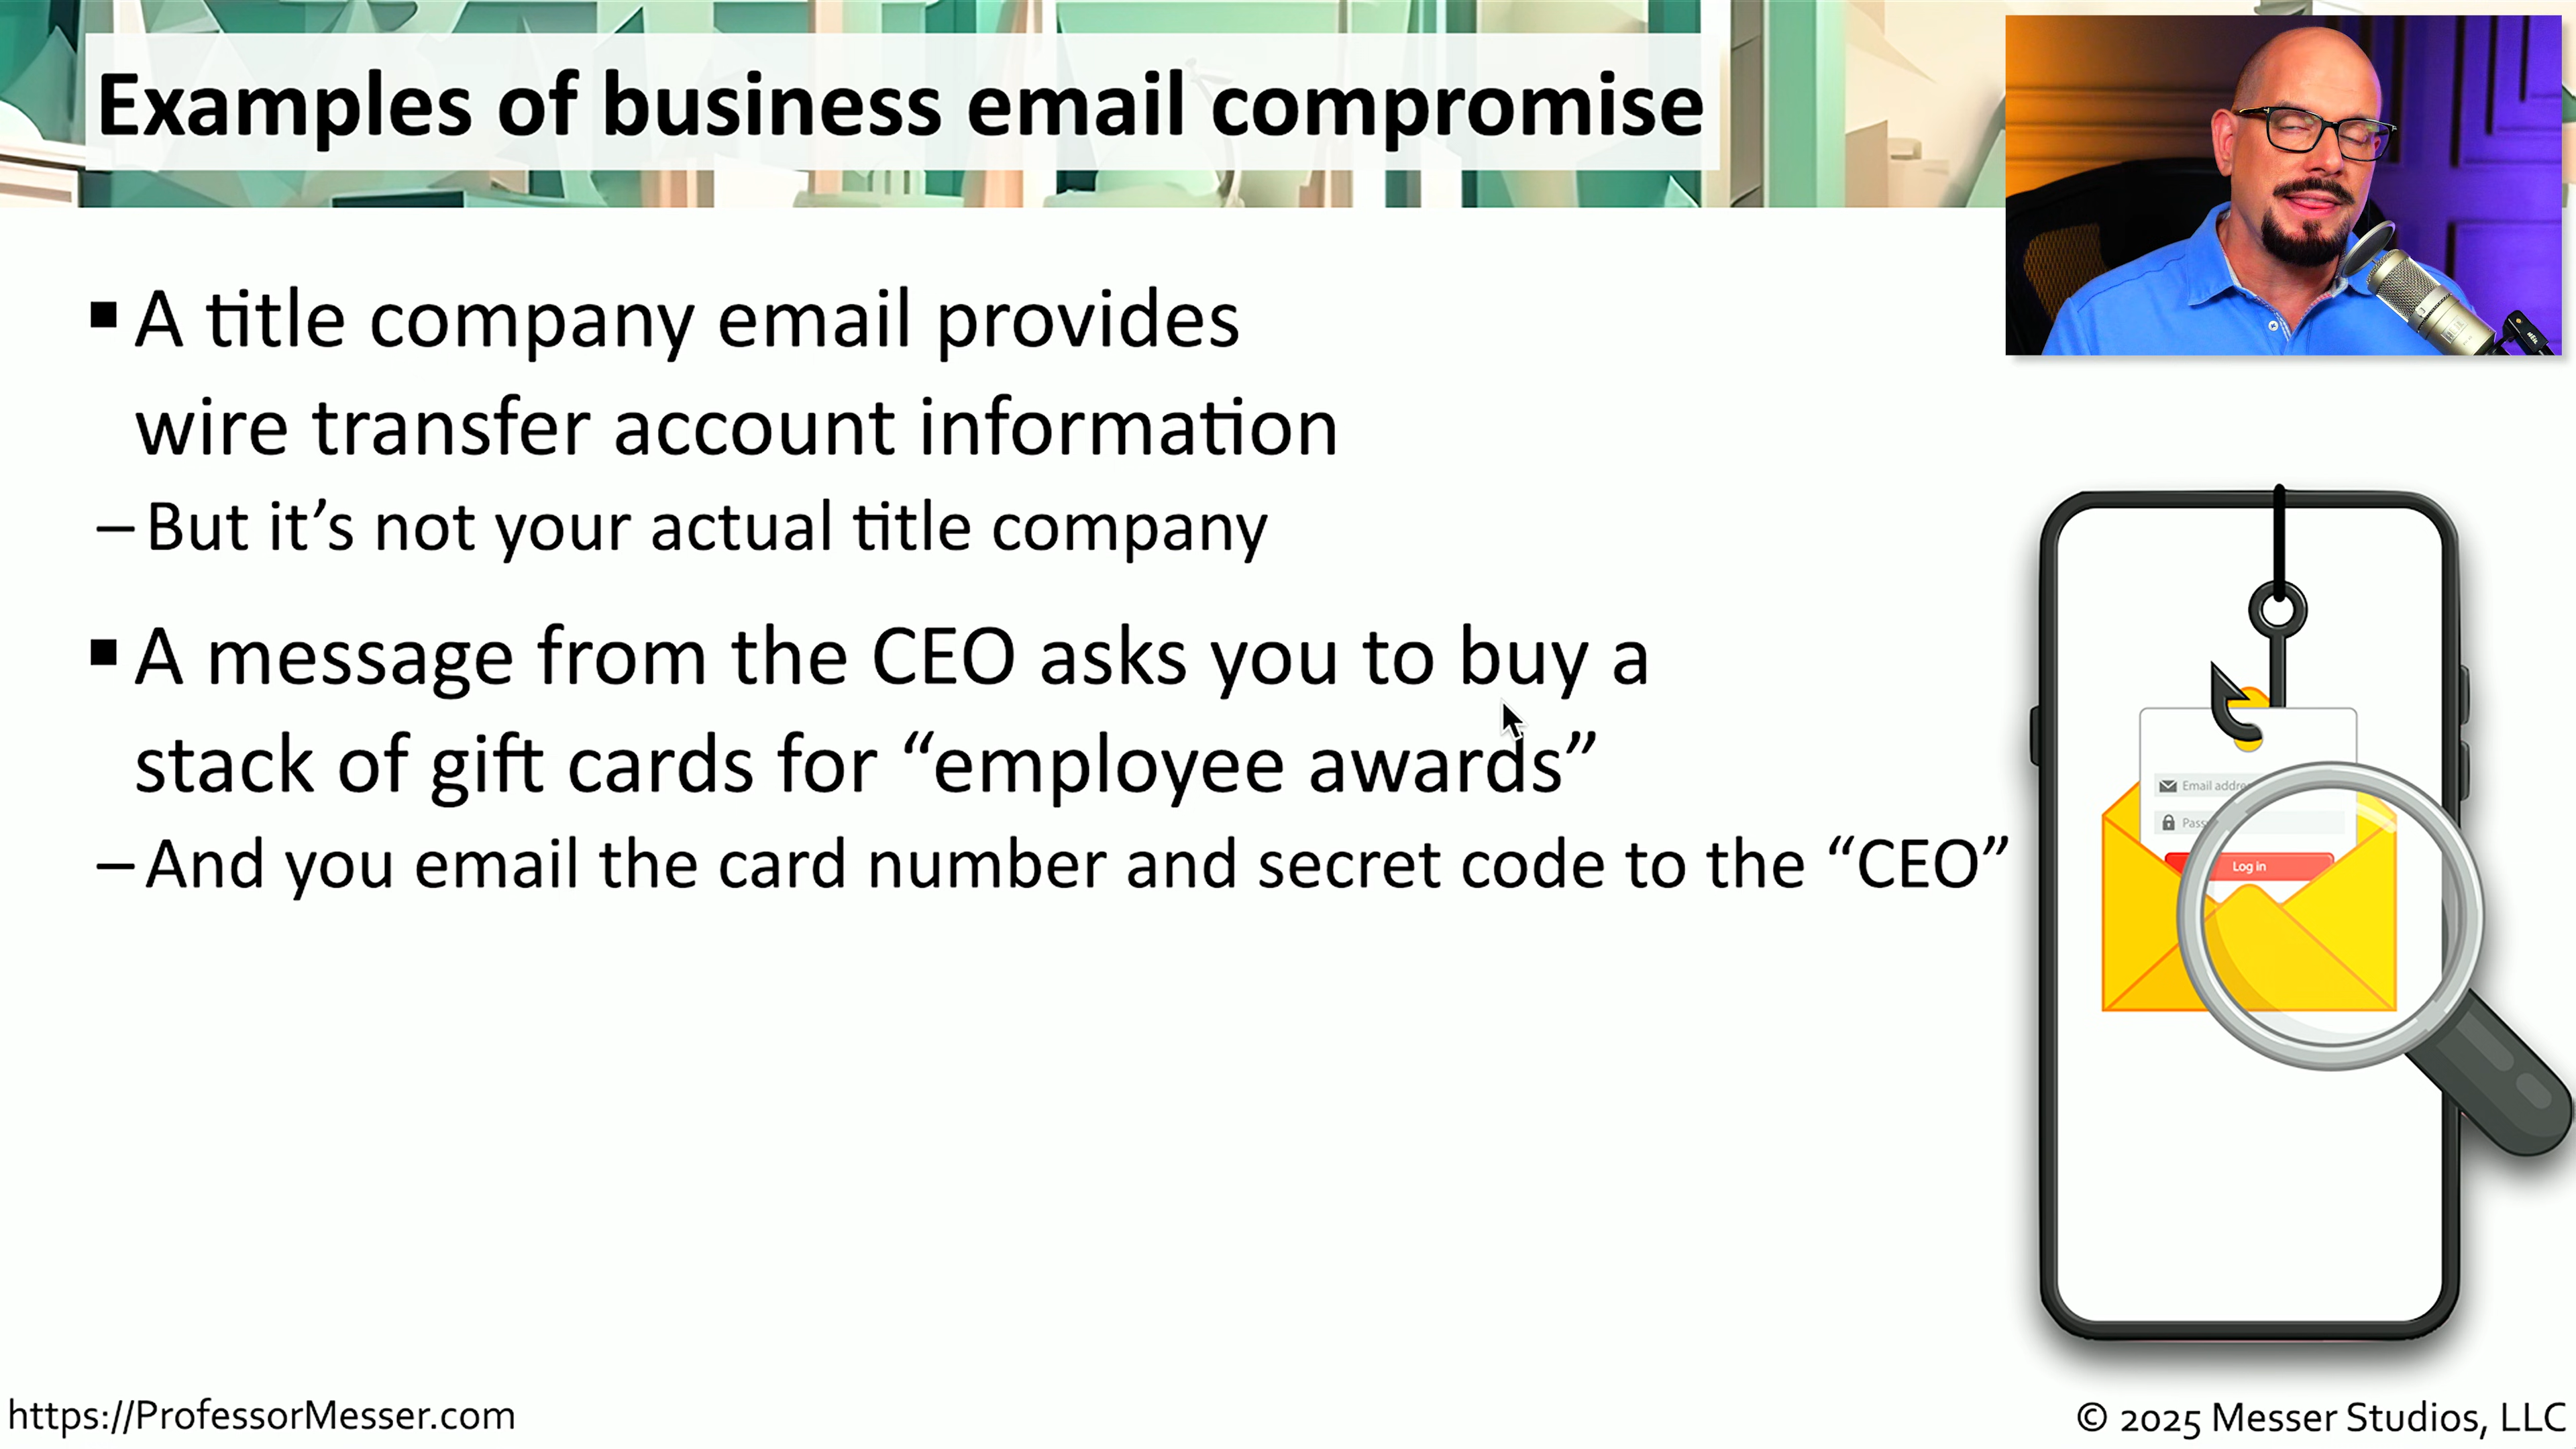 Examples of business email compromise
▪ A title company email provides
wire transfer account information
– But it’s not your actual title company
▪ A message from the CEO asks you to buy a
stack of gift cards for “employee awards”
– And you email the card number and secret code to the “CEO”
Email
Log in
https://ProfessorMesser.com
© 2025 Messer Studios, LLC